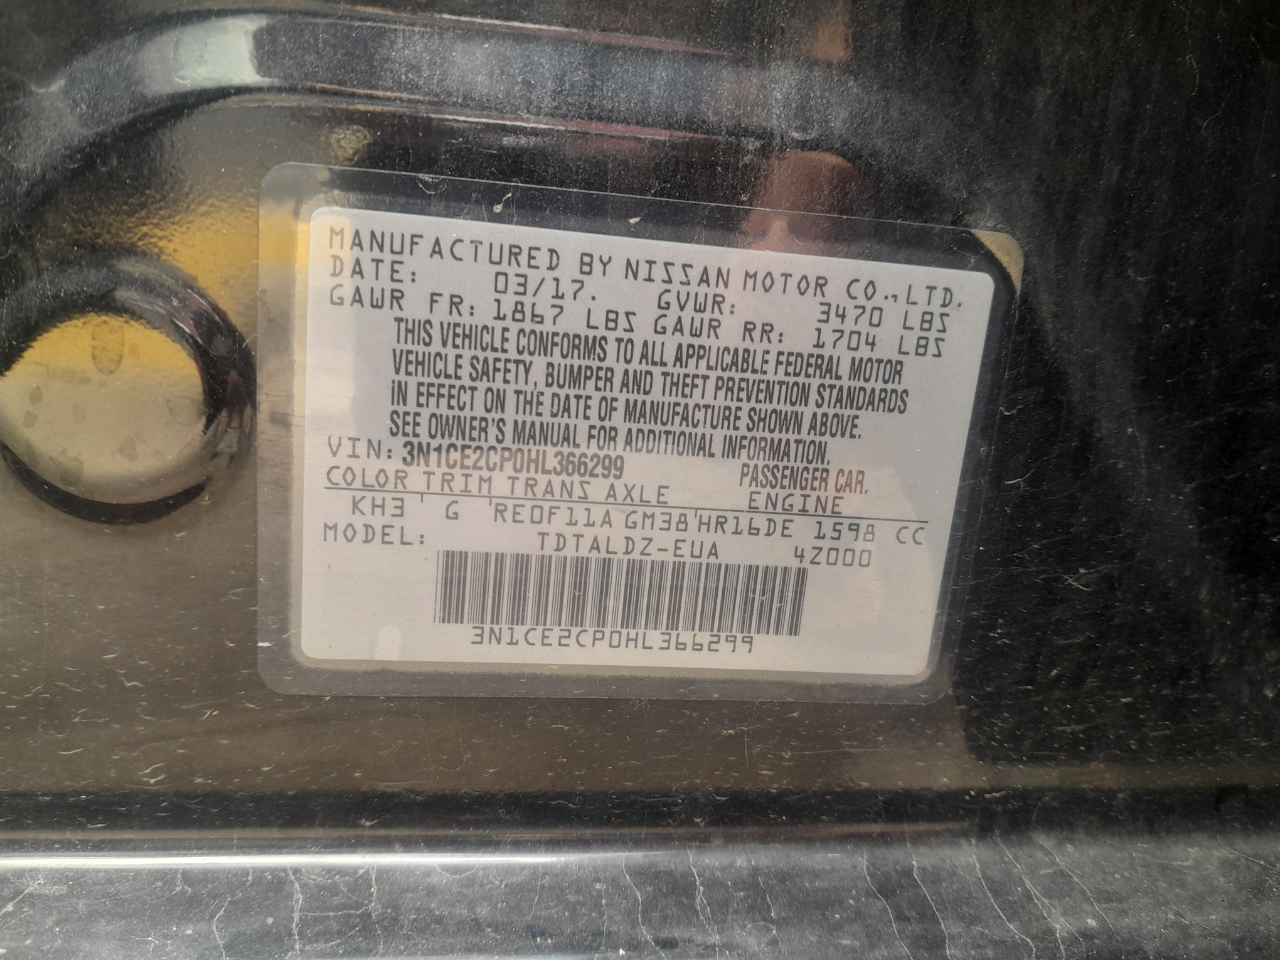 MANUFACTURED BY NISSAN MOTOR CO., LTD.
DATE: 03/17. GVWR: 3470 LBS
GAWR FR: 1867 LBS GAWR RR: 1704 LBS
THIS VEHICLE CONFORMS TO ALL APPLICABLE FEDERAL MOTOR
VEHICLE SAFETY, BUMPER AND THEFT PREVENTION STANDARDS
IN EFFECT ON THE DATE OF MANUFACTURE SHOWN ABOVE.
SEE OWNER'S MANUAL FOR ADDITIONAL INFORMATION.
VIN: 3N1CE2CP0HL366299 PASSENGER CAR.
COLOR TRIM TRANS AXLE ENGINE
KH3 ' G 'RE0F11A GM38'HR16DE 1598 CC
MODEL: TDTALDZ-EUA 4Z000
3N1CE2CP0HL366299